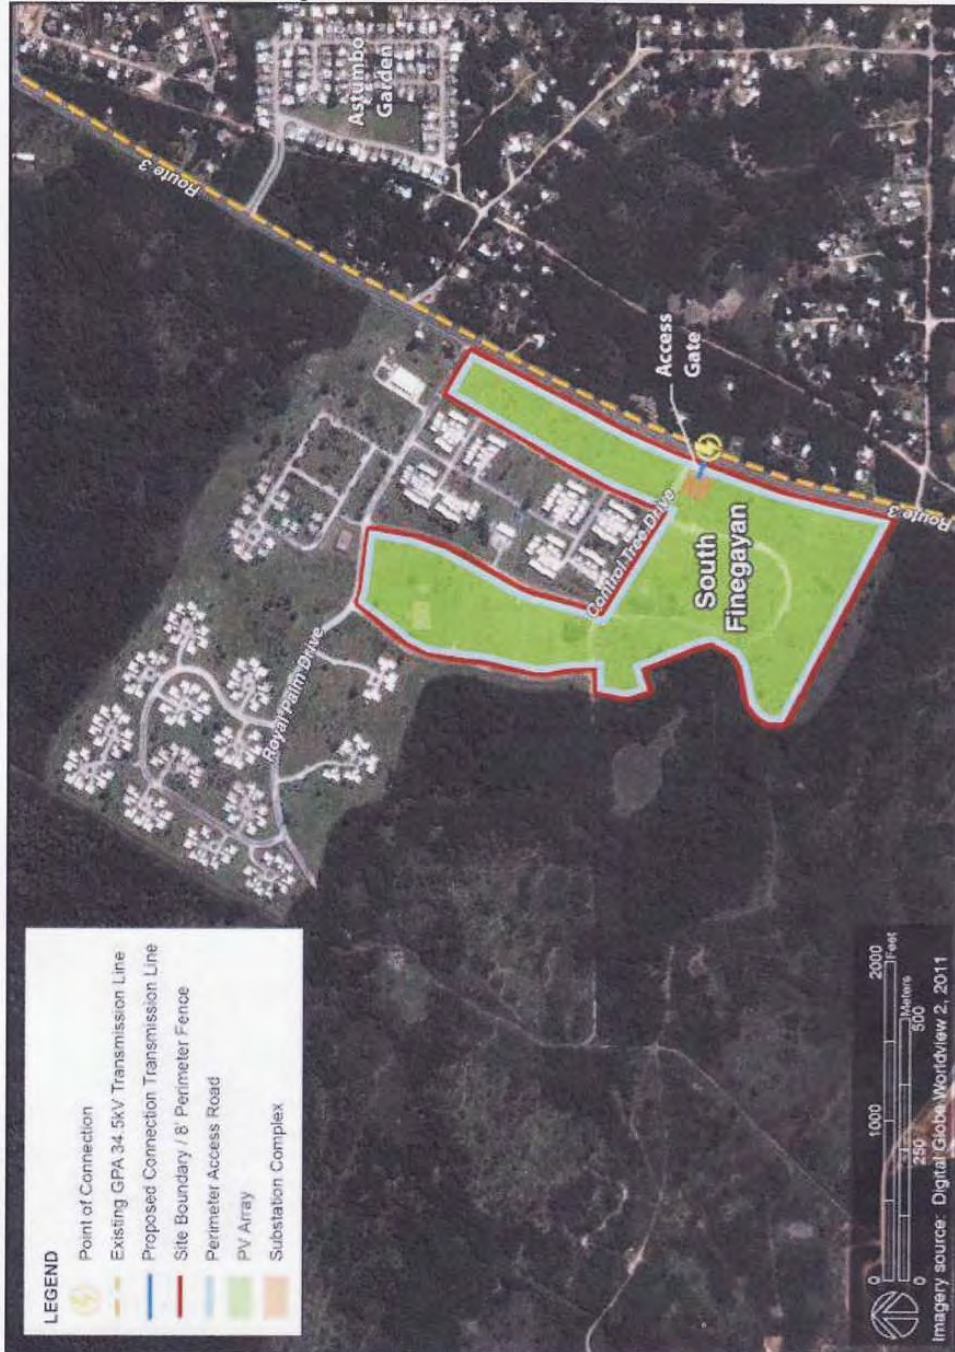 LEGEND
Point of Connection
Existing GPA 34.5kV Transmission Line
Proposed Connection Transmission Line
Site Boundary / 8' Perimeter Fence
Perimeter Access Road
PV Array
Substation Complex
0 1000 2000
Feet
Meters
0 250 500
Imagery source: Digital Globe Worldview 2, 2011
Royal Palm Drive
Control Tree Drive
South
Finegayan
Access
Gate
Route 3
Route 3
Astumbo
Garden